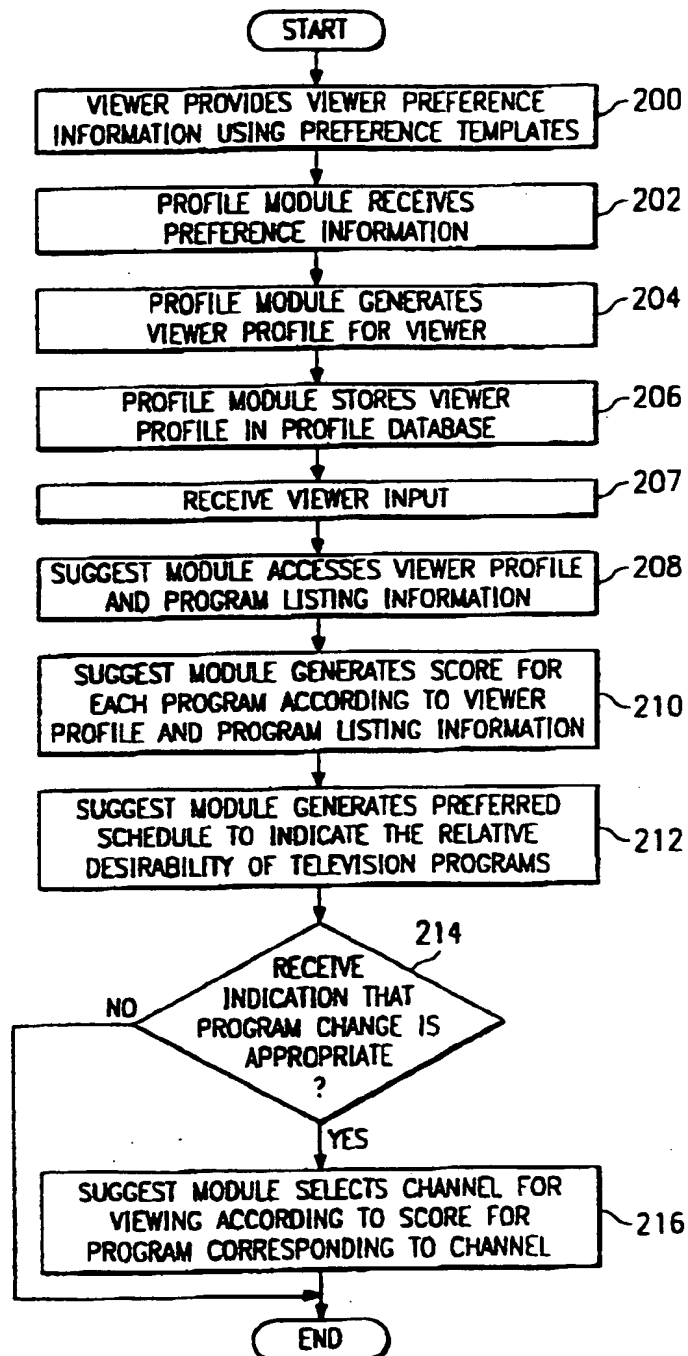 START
VIEWER PROVIDES VIEWER PREFERENCE
INFORMATION USING PREFERENCE TEMPLATES
200
PROFILE MODULE RECEIVES
PREFERENCE INFORMATION
202
PROFILE MODULE GENERATES
VIEWER PROFILE FOR VIEWER
204
PROFILE MODULE STORES VIEWER
PROFILE IN PROFILE DATABASE
206
RECEIVE VIEWER INPUT
207
SUGGEST MODULE ACCESSES VIEWER PROFILE
AND PROGRAM LISTING INFORMATION
208
SUGGEST MODULE GENERATES SCORE FOR
EACH PROGRAM ACCORDING TO VIEWER
PROFILE AND PROGRAM LISTING INFORMATION
210
SUGGEST MODULE GENERATES PREFERRED
SCHEDULE TO INDICATE THE RELATIVE
DESIRABILITY OF TELEVISION PROGRAMS
212
214
RECEIVE
INDICATION THAT
PROGRAM CHANGE IS
APPROPRIATE
?
NO
YES
SUGGEST MODULE SELECTS CHANNEL FOR
VIEWING ACCORDING TO SCORE FOR
PROGRAM CORRESPONDING TO CHANNEL
216
END